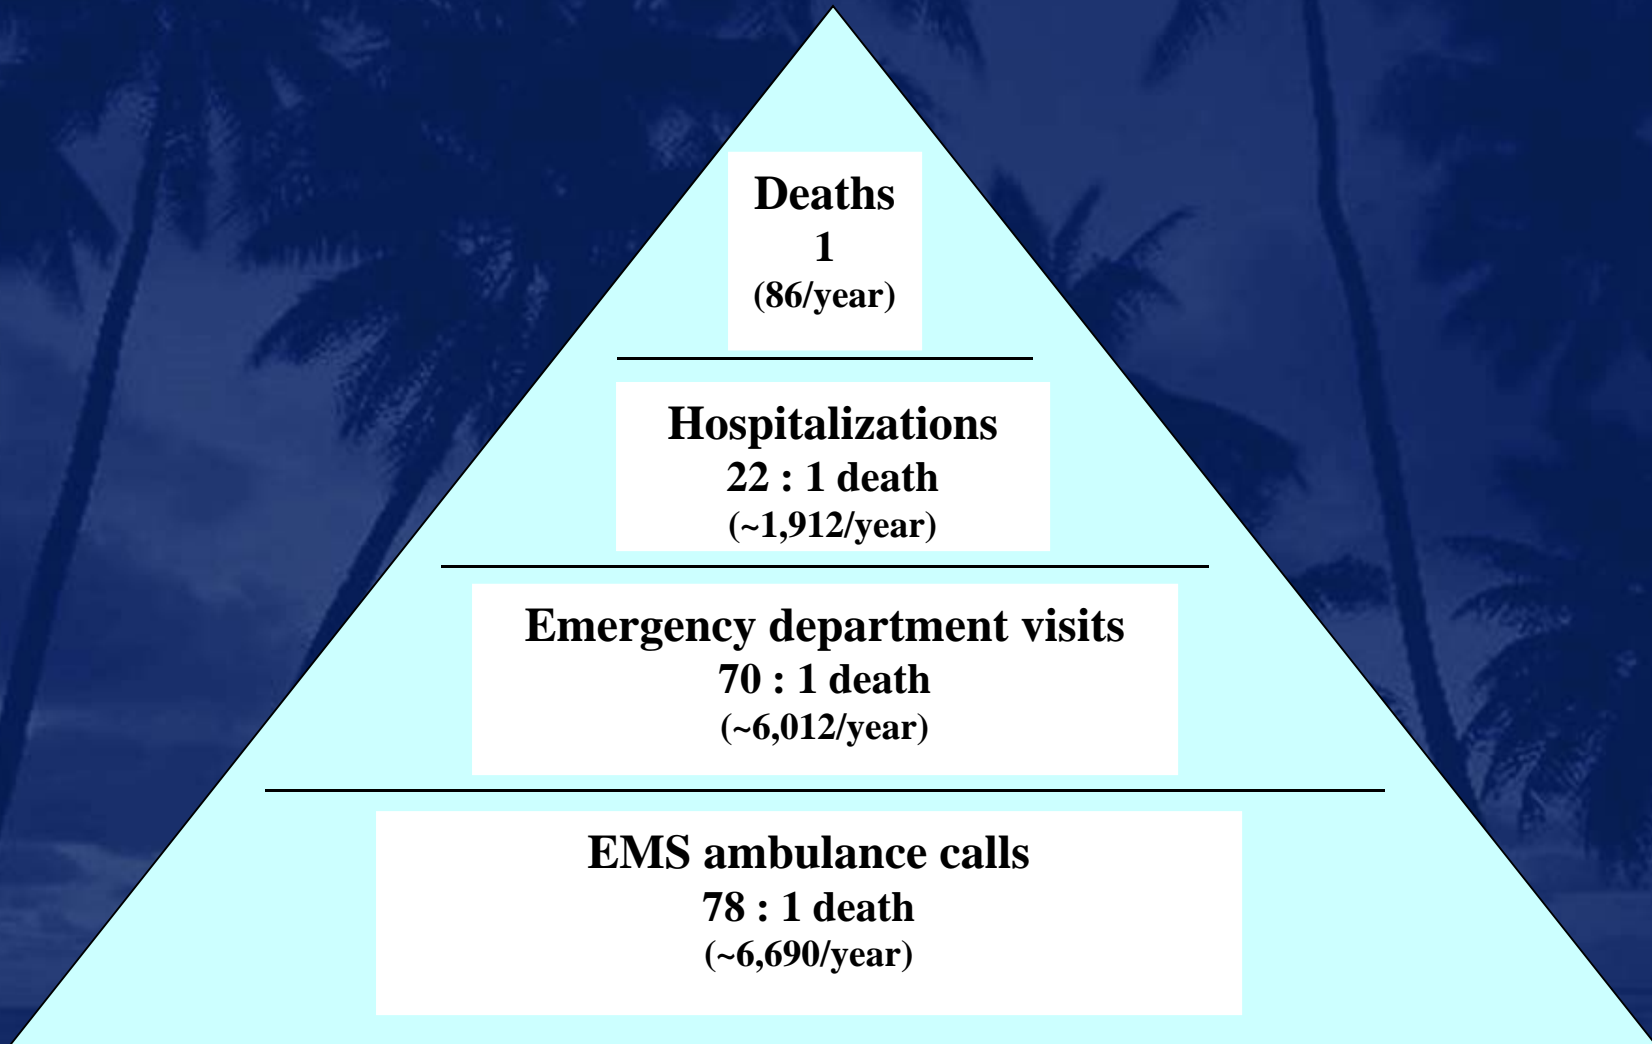 Deaths
1
(86/year)
Hospitalizations
22 : 1 death
(~1,912/year)
Emergency department visits
70 : 1 death
(~6,012/year)
EMS ambulance calls
78 : 1 death
(~6,690/year)